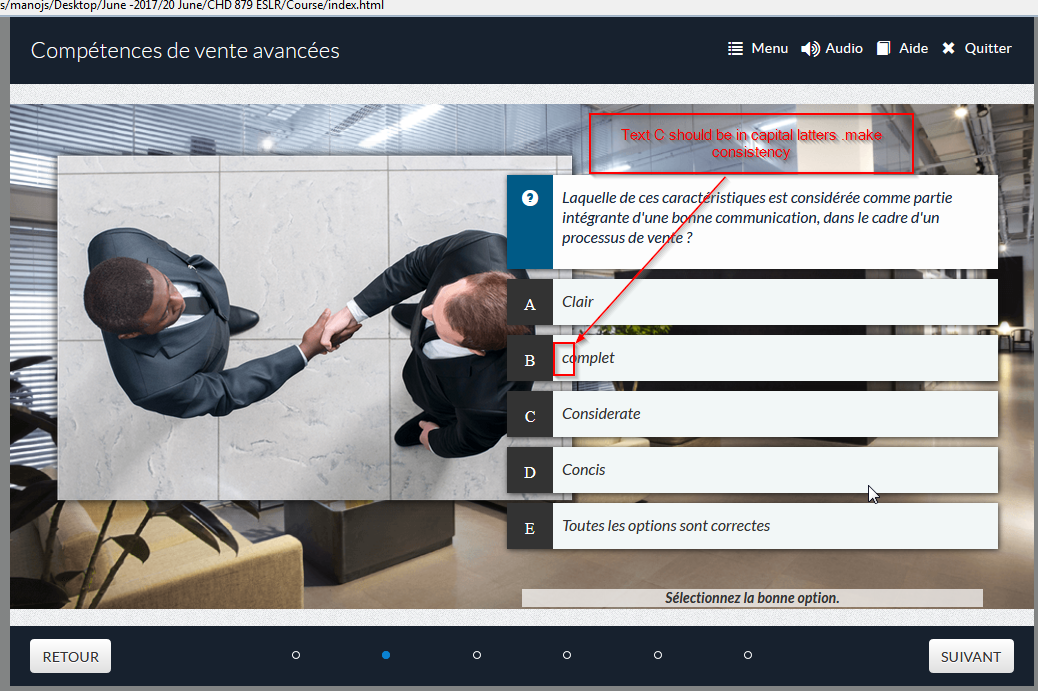 s/manojs/Desktop/June -2017/20 June/CHD 879 ESLR/Course/index.html
Compétences de vente avancées
Menu Audio Aide Quitter
Text C should be in capital latters .make
consistency
?
Laquelle de ces caractéristiques est considérée comme partie
intégrante d'une bonne communication, dans le cadre d'un
processus de vente ?
A Clair
B complet
C Considerate
D Concis
E Toutes les options sont correctes
Sélectionnez la bonne option.
RETOUR SUIVANT